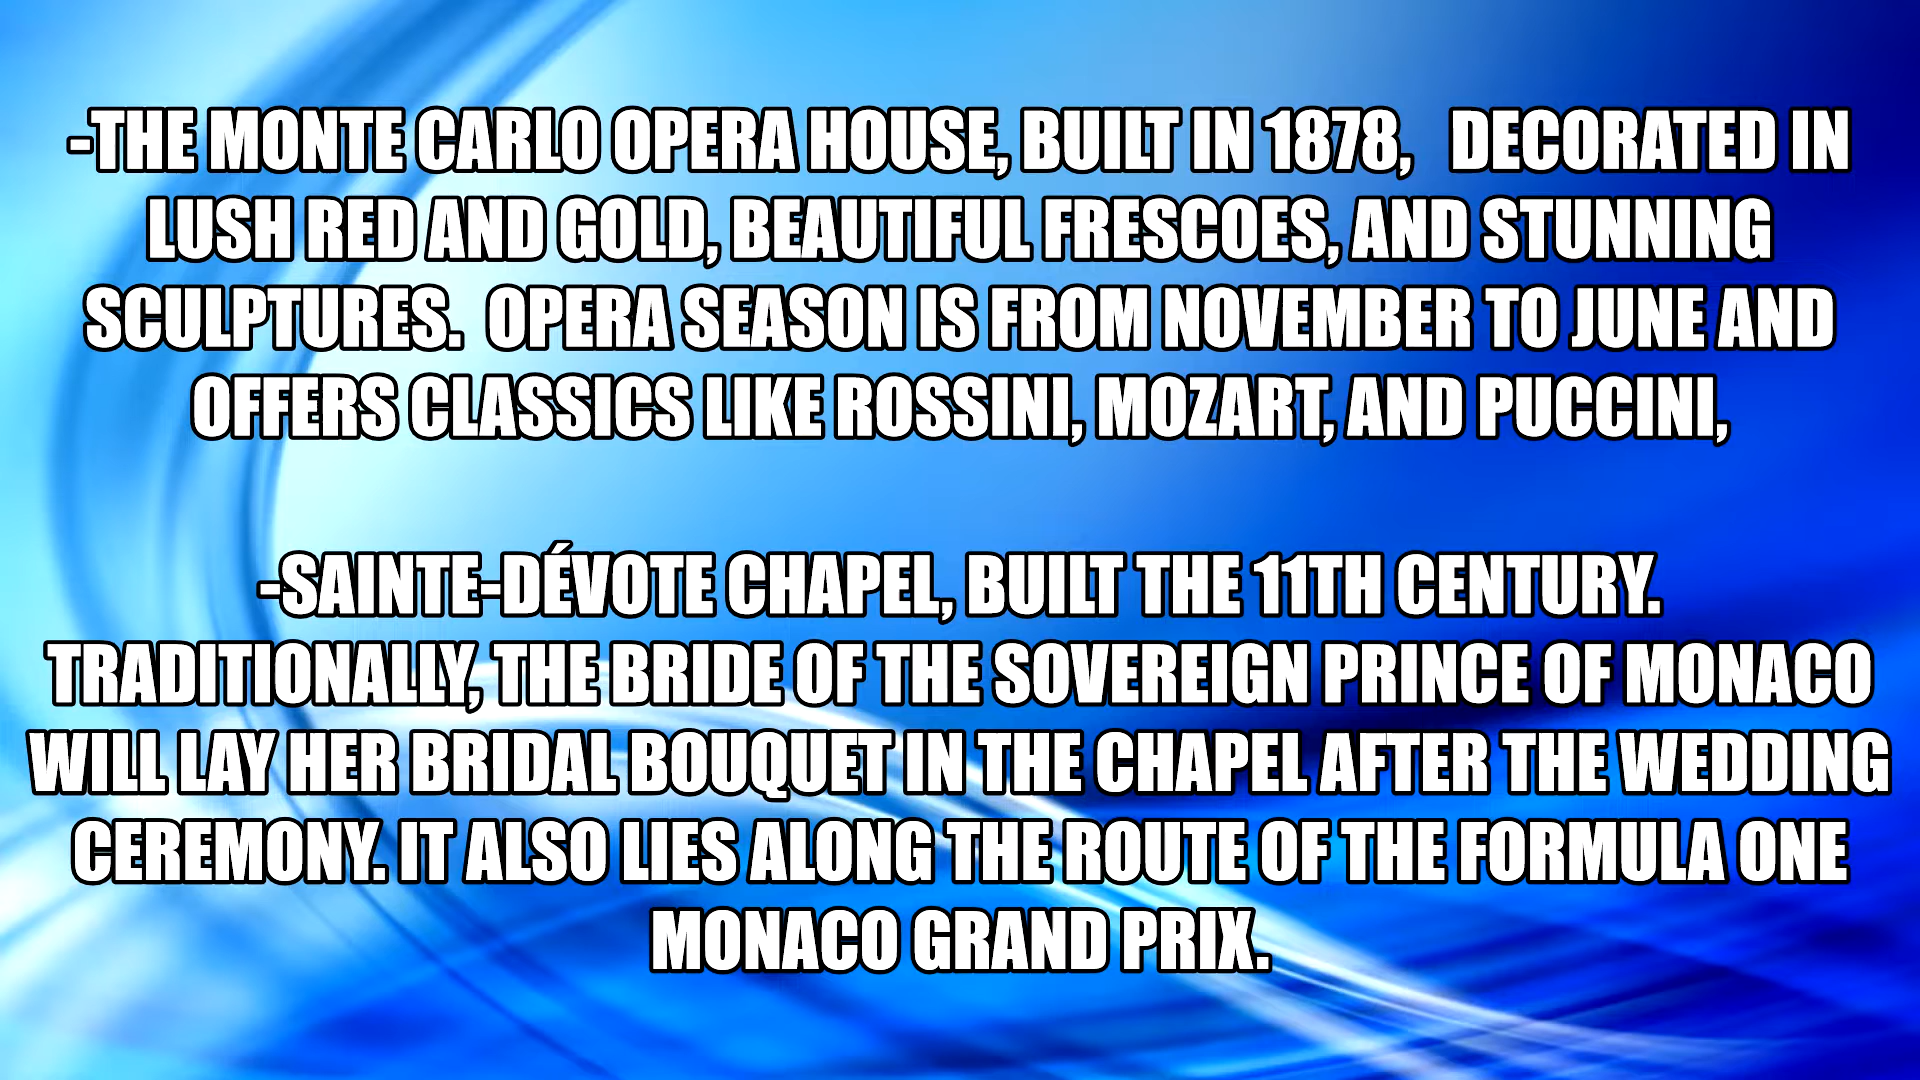 -THE MONTE CARLO OPERA HOUSE, BUILT IN 1878,   DECORATED IN
LUSH RED AND GOLD, BEAUTIFUL FRESCOES, AND STUNNING
SCULPTURES.  OPERA SEASON IS FROM NOVEMBER TO JUNE AND
OFFERS CLASSICS LIKE ROSSINI, MOZART, AND PUCCINI,
-SAINTE-DÉVOTE CHAPEL, BUILT THE 11TH CENTURY.
TRADITIONALLY, THE BRIDE OF THE SOVEREIGN PRINCE OF MONACO
WILL LAY HER BRIDAL BOUQUET IN THE CHAPEL AFTER THE WEDDING
CEREMONY. IT ALSO LIES ALONG THE ROUTE OF THE FORMULA ONE
MONACO GRAND PRIX.